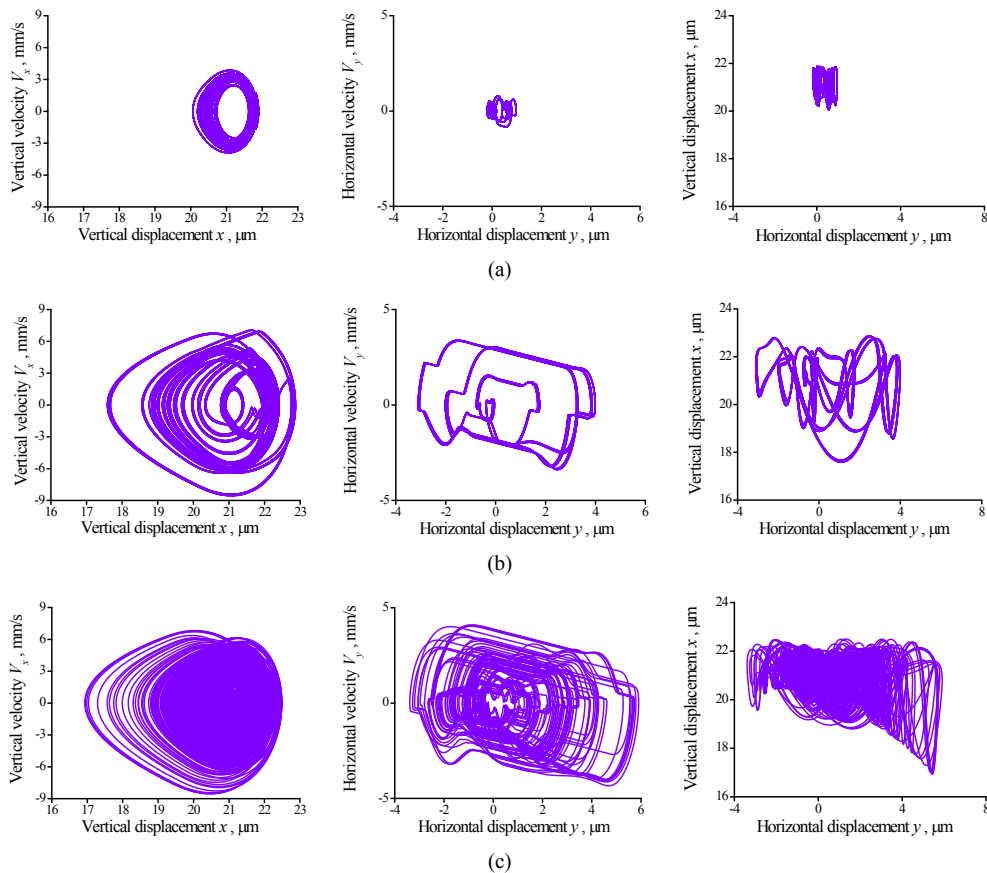 9
6
3
0
-3
-6
-9
16 17 18 19 20 21 22 23
Vertical velocity Vx , mm/s
Vertical displacement x , μm
5
0
-5
-4 -2 0 2 4 6
Horizontal velocity Vy , mm/s
Horizontal displacement y , μm
24
22
20
18
16
-4 0 4 8
Vertical displacement x , μm
Horizontal displacement y , μm
(a)
9
6
3
0
-3
-6
-9
16 17 18 19 20 21 22 23
Vertical velocity Vx , mm/s
Vertical displacement x , μm
5
0
-5
-4 -2 0 2 4 6
Horizontal velocity Vy , mm/s
Horizontal displacement y , μm
24
22
20
18
16
-4 0 4 8
Vertical displacement x , μm
Horizontal displacement y , μm
(b)
9
6
3
0
-3
-6
-9
16 17 18 19 20 21 22 23
Vertical velocity Vx , mm/s
Vertical displacement x , μm
5
0
-5
-4 -2 0 2 4 6
Horizontal velocity Vy , mm/s
Horizontal displacement y , μm
24
22
20
18
16
-4 0 4 8
Vertical displacement x , μm
Horizontal displacement y , μm
(c)